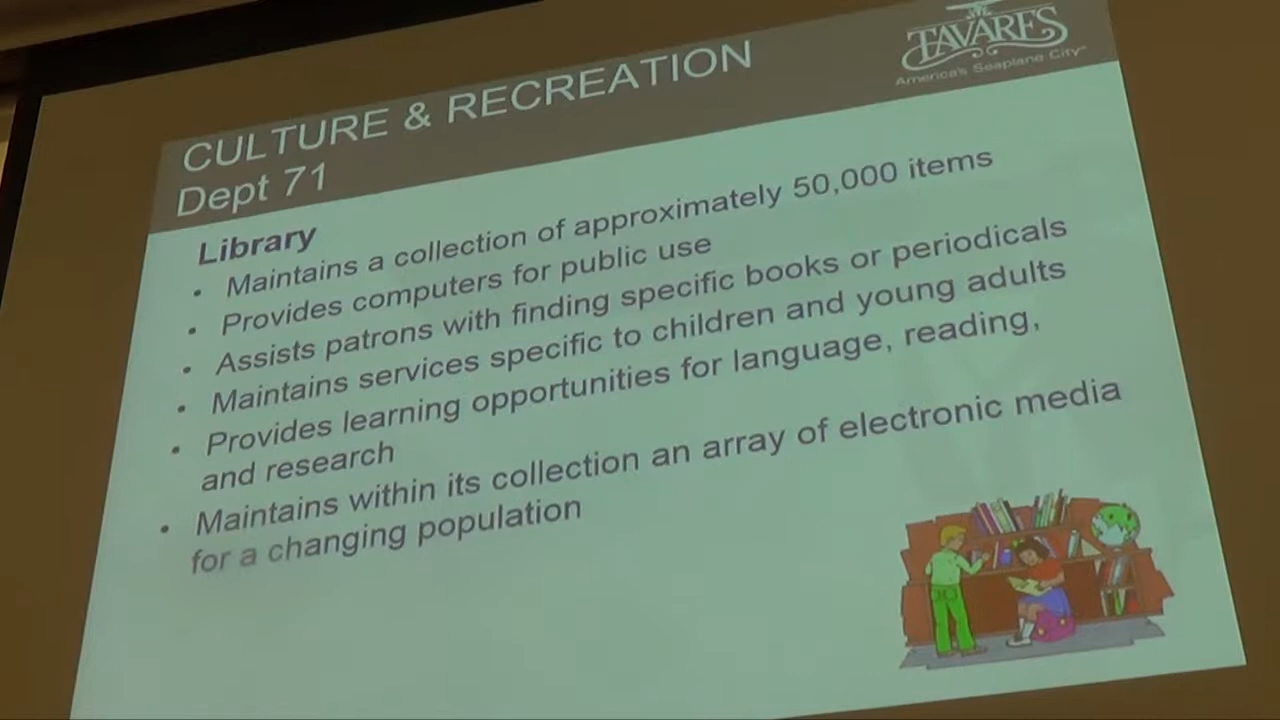 TAVARES
America's Seaplane City
CULTURE & RECREATION
Dept 71
Library
• Maintains a collection of approximately 50,000 items
• Provides computers for public use
• Assists patrons with finding specific books or periodicals
• Maintains services specific to children and young adults
• Provides learning opportunities for language, reading,
and research
• Maintains within its collection an array of electronic media
for a changing population